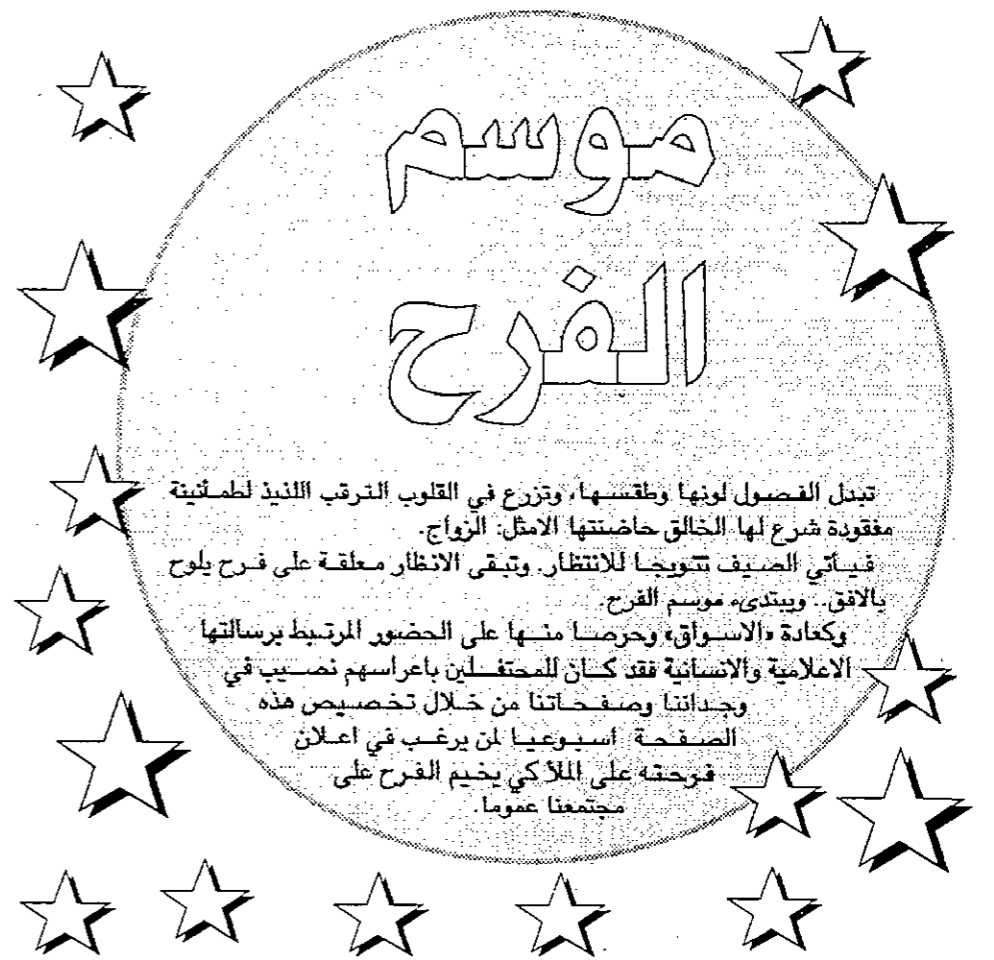 موسم
الفرح
تبدل الفصول لونها وطقسها، وتزرع في القلوب الترقب اللذيذ لطمأنينة
مفقودة شرع لها الخالق حاضنتها الامثل: الزواج.
فيأتي الصيف تتويجا للانتظار. وتبقى الانظار معلقة على فرح يلوح
بالافق.. ويبتدىء موسم الفرح.
وكعادة «الاسواق» وحرصا منها على الحضور المرتبط برسالتها
الاعلامية والانسانية فقد كان للمحتفلين باعراسهم نصيب في
وجداننا وصفحاتنا من خلال تخصيص هذه
الصفحة اسبوعيا لمن يرغب في اعلان
فرحته على الملأ كي يخيم الفرح على
مجتمعنا عموما.